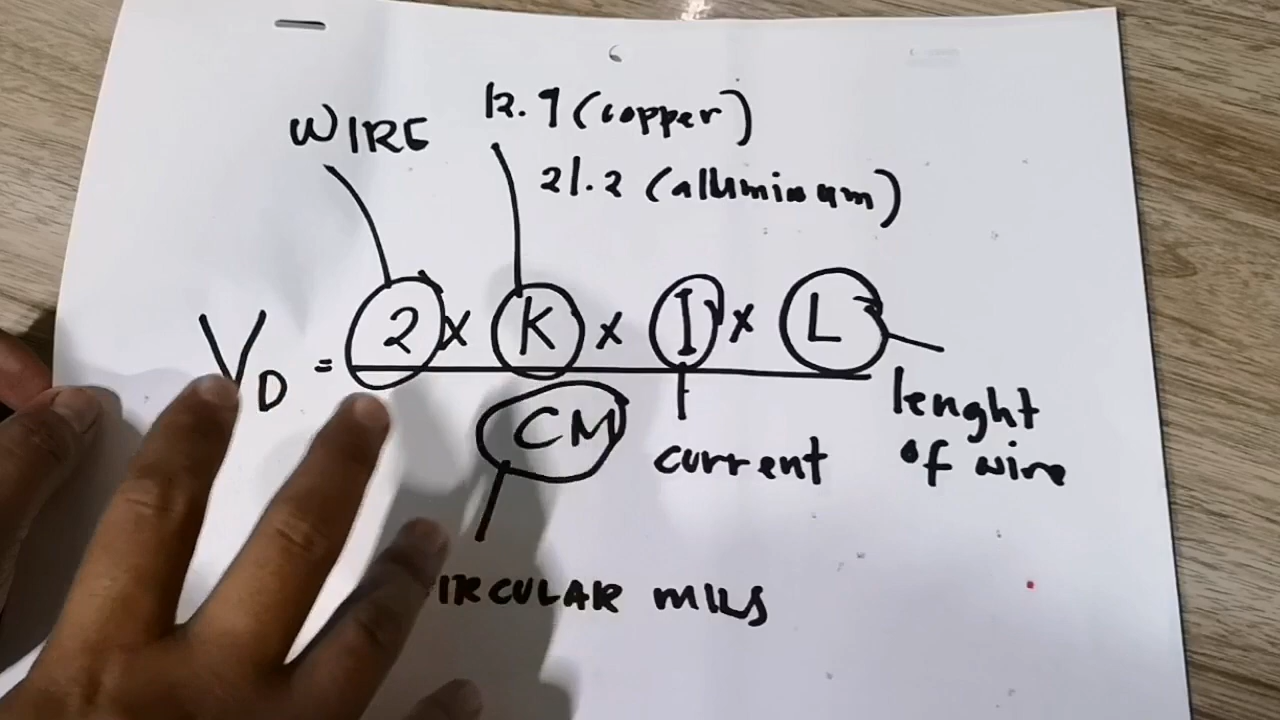 WIRE
12.9 (copper)
21.2 (alluminum)
VD = 2 x K x I x L
CM
lenght
current
of wire
IRCULAR MILS